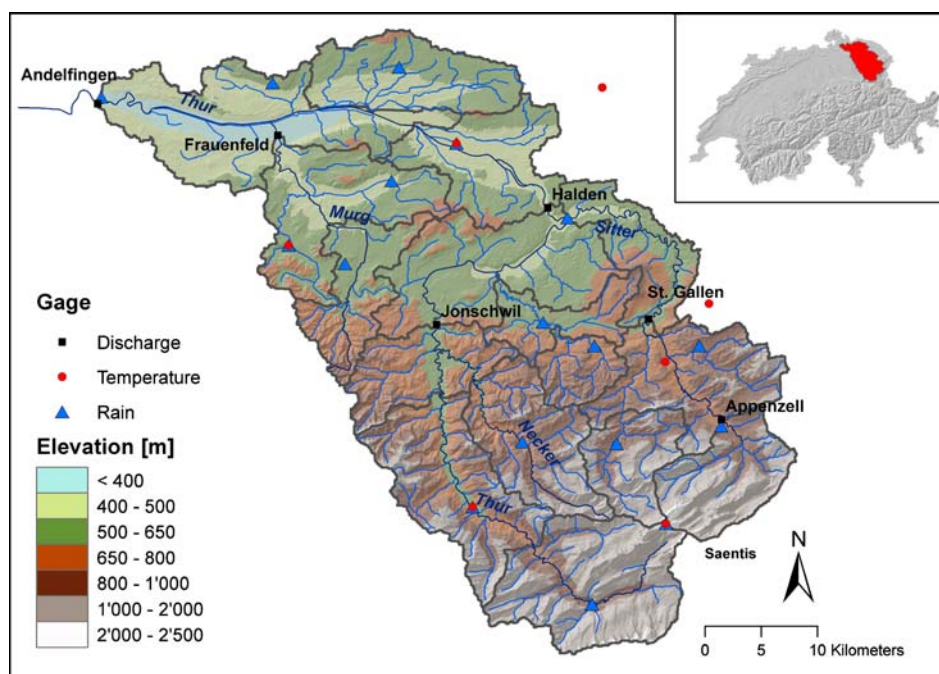 Andelfingen
Thur
Frauenfeld
Halden
Murg
Sitter
St. Gallen
Jonschwil
Appenzell
Necker
Thur
Saentis
Gage
Discharge
Temperature
Rain
Elevation [m]
< 400
400 - 500
500 - 650
650 - 800
800 - 1'000
1'000 - 2'000
2'000 - 2'500
N
0 5 10 Kilometers